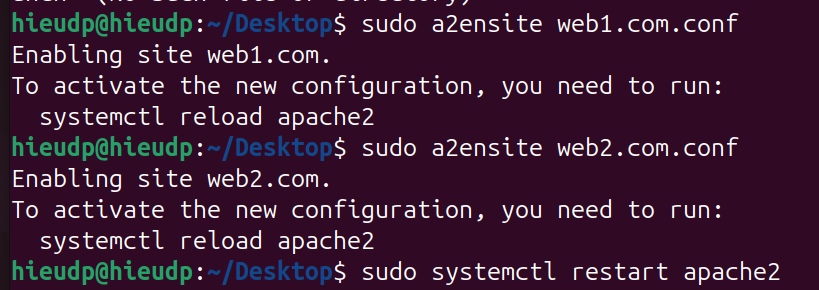 hieudp@hieudp:~/Desktop$ sudo a2ensite web1.com.conf
Enabling site web1.com.
To activate the new configuration, you need to run:
  systemctl reload apache2
hieudp@hieudp:~/Desktop$ sudo a2ensite web2.com.conf
Enabling site web2.com.
To activate the new configuration, you need to run:
  systemctl reload apache2
hieudp@hieudp:~/Desktop$ sudo systemctl restart apache2